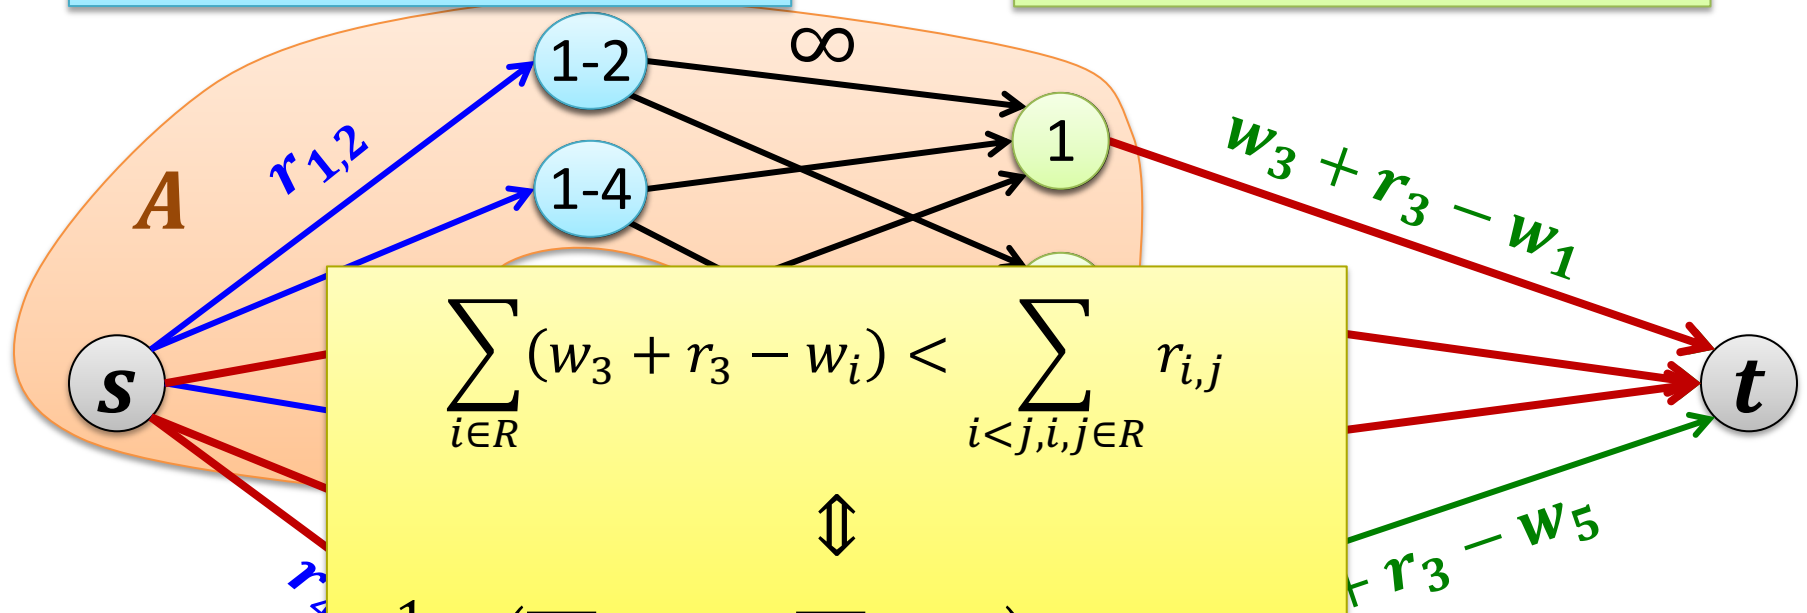 1-2
∞
1
r₁,₂
w₃ + r₃ − w₁
1-4
A
∑(w₃ + r₃ − wᵢ) < ∑ rᵢ,ⱼ
i∈R i<j,i,j∈R
s
t
⇕
+ r₃ − w₅